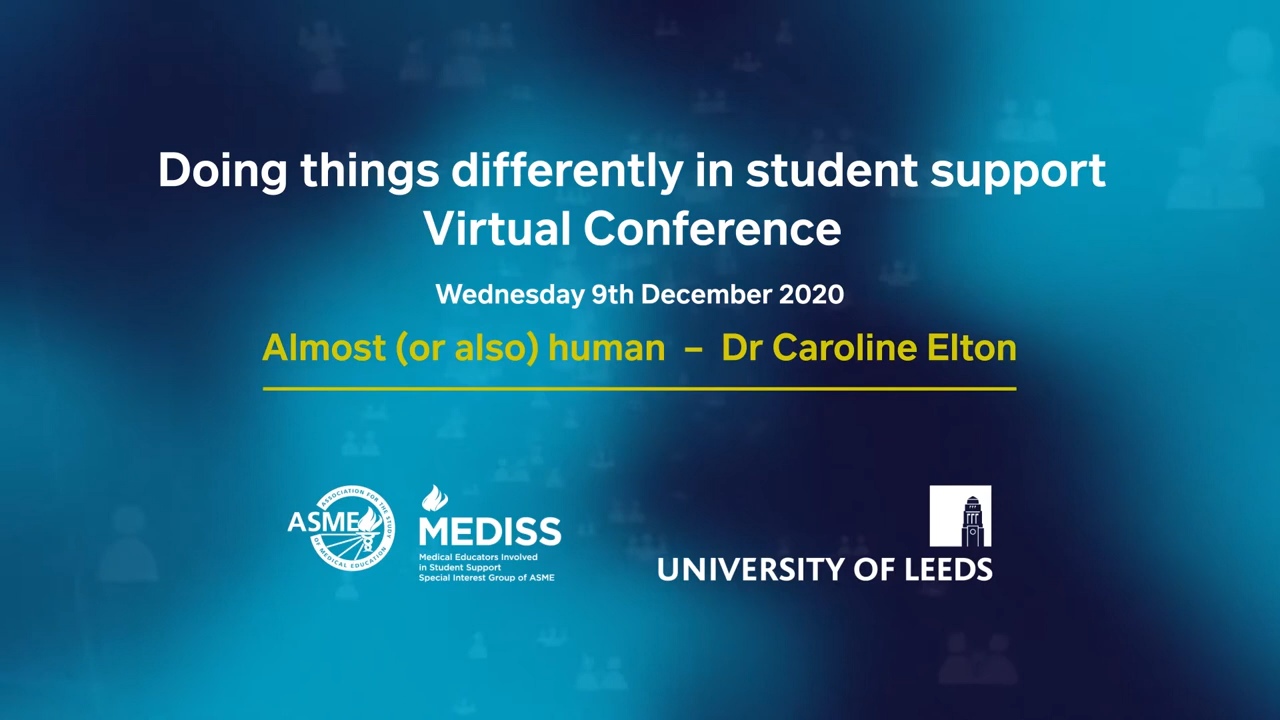 Doing things differently in student support
Virtual Conference
Wednesday 9th December 2020
Almost (or also) human – Dr Caroline Elton
ASSOCIATION FOR THE STUDY
ASME
OF MEDICAL EDUCATION
MEDISS
Medical Educators Involved
in Student Support
Special Interest Group of ASME
UNIVERSITY OF LEEDS